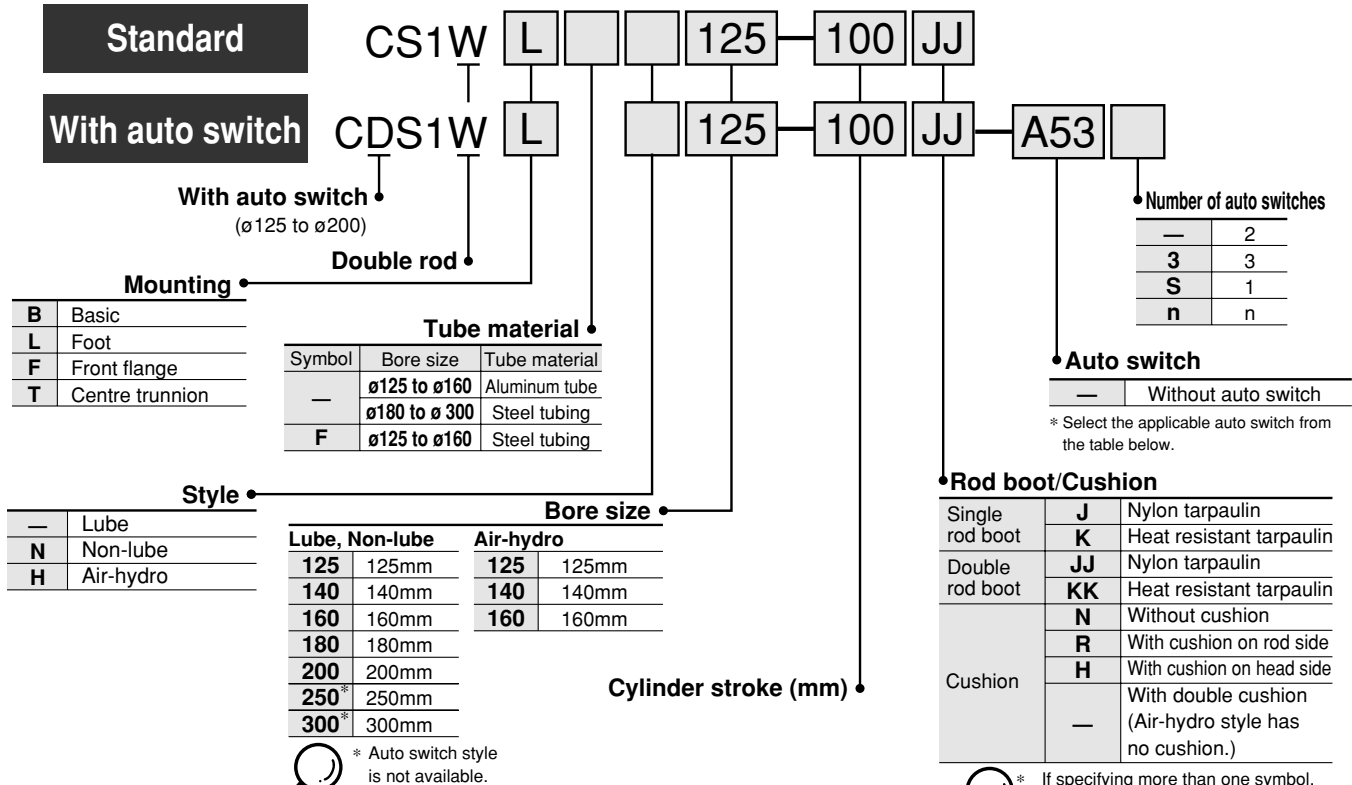 Standard CS1W L 125 — 100 JJ
With auto switch CDS1W L 125 — 100 JJ — A53
With auto switch
(ø125 to ø200)
Double rod
Number of auto switches
— 2
3 3
S 1
n n
Mounting
B Basic
L Foot
F Front flange
T Centre trunnion
Tube material
Symbol Bore size Tube material
— ø125 to ø160 Aluminum tube
ø180 to ø 300 Steel tubing
F ø125 to ø160 Steel tubing
Auto switch
— Without auto switch
* Select the applicable auto switch from
the table below.
Style
— Lube
N Non-lube
H Air-hydro
Bore size
Lube, Non-lube
125 125mm
140 140mm
160 160mm
180 180mm
200 200mm
250* 250mm
300* 300mm
* Auto switch style
is not available.
Air-hydro
125 125mm
140 140mm
160 160mm
Cylinder stroke (mm)
Rod boot/Cushion
Single rod boot J Nylon tarpaulin
K Heat resistant tarpaulin
Double rod boot JJ Nylon tarpaulin
KK Heat resistant tarpaulin
Cushion N Without cushion
R With cushion on rod side
H With cushion on head side
— With double cushion
(Air-hydro style has
no cushion.)
* If specifying more than one symbol,